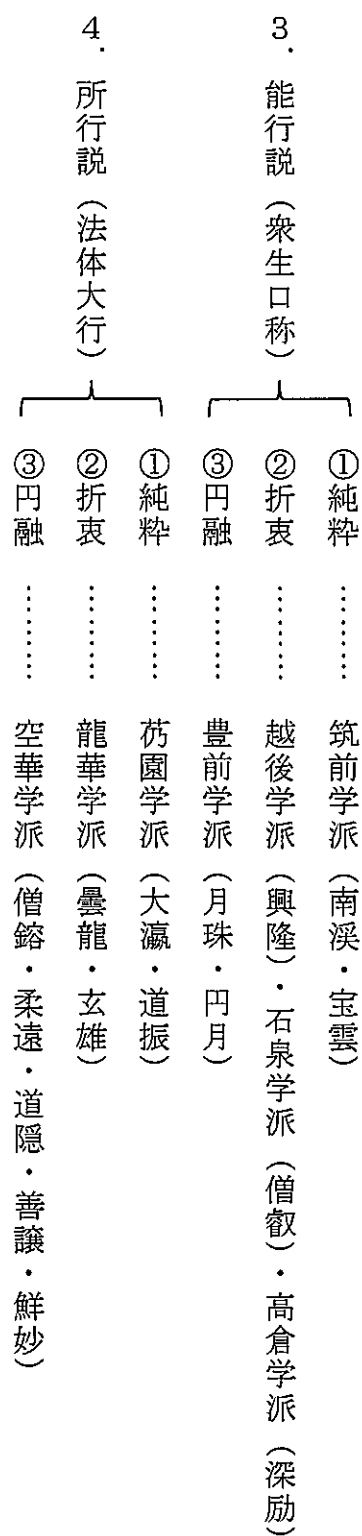 ①純粋 ……… 筑前学派（南渓・宝雲）
3. 能行説（衆生口称） ②折衷 ……… 越後学派（興隆）・石泉学派（僧叡）・高倉学派（深励）
③円融 ……… 豊前学派（月珠・円月）
①純粋 ……… 芿園学派（大瀛・道振）
4. 所行説（法体大行） ②折衷 ……… 龍華学派（曇龍・玄雄）
③円融 ……… 空華学派（僧鎔・柔遠・道隠・善譲・鮮妙）